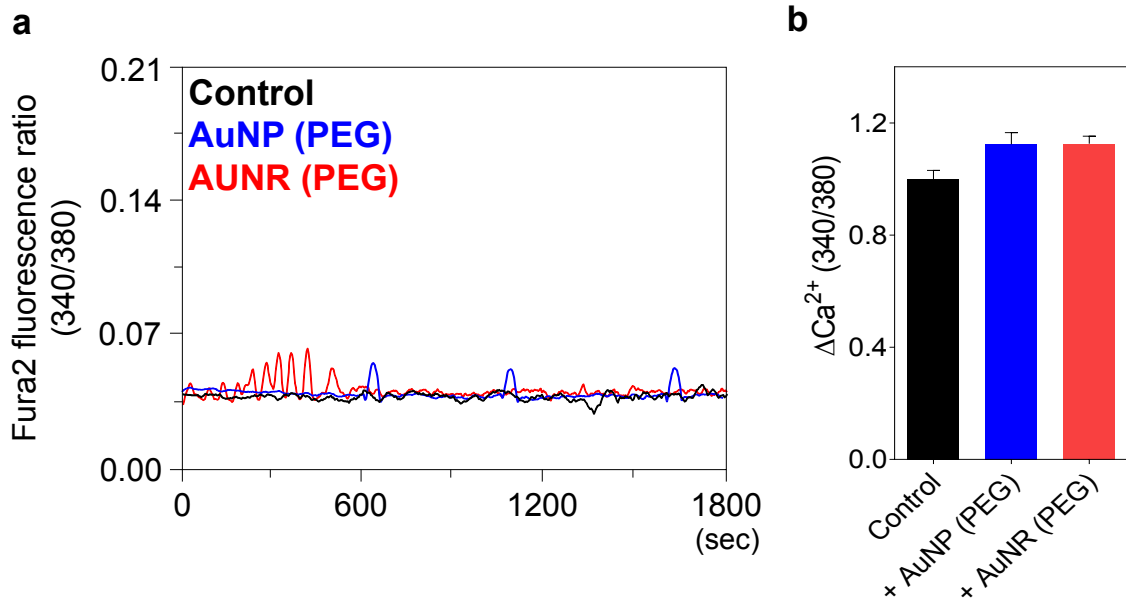 a
Fura2 fluorescence ratio
(340/380)
0.21
0.14
0.07
0.00
Control
AuNP (PEG)
AUNR (PEG)
0
600
1200
1800
(sec)
b
ΔCa²⁺ (340/380)
1.2
0.8
0.4
0.0
Control
+ AuNP (PEG)
+ AuNR (PEG)